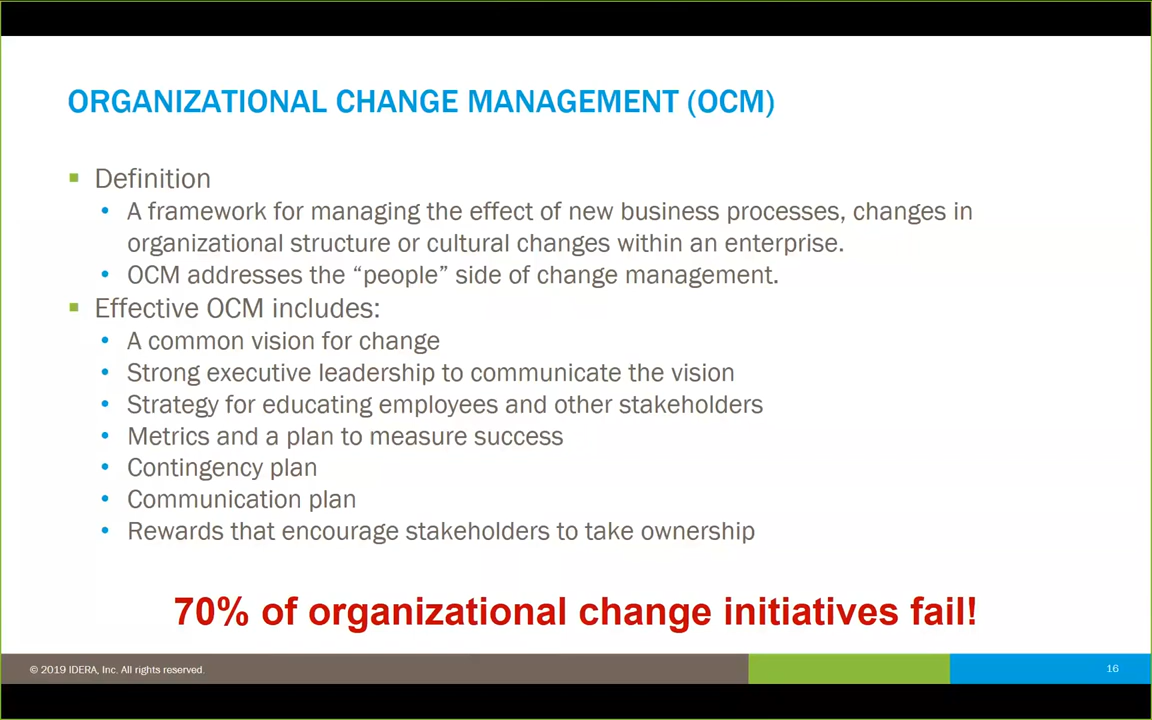 ORGANIZATIONAL CHANGE MANAGEMENT (OCM)
Definition
A framework for managing the effect of new business processes, changes in
organizational structure or cultural changes within an enterprise.
OCM addresses the “people” side of change management.
Effective OCM includes:
A common vision for change
Strong executive leadership to communicate the vision
Strategy for educating employees and other stakeholders
Metrics and a plan to measure success
Contingency plan
Communication plan
Rewards that encourage stakeholders to take ownership
70% of organizational change initiatives fail!
© 2019 IDERA, Inc. All rights reserved.
16